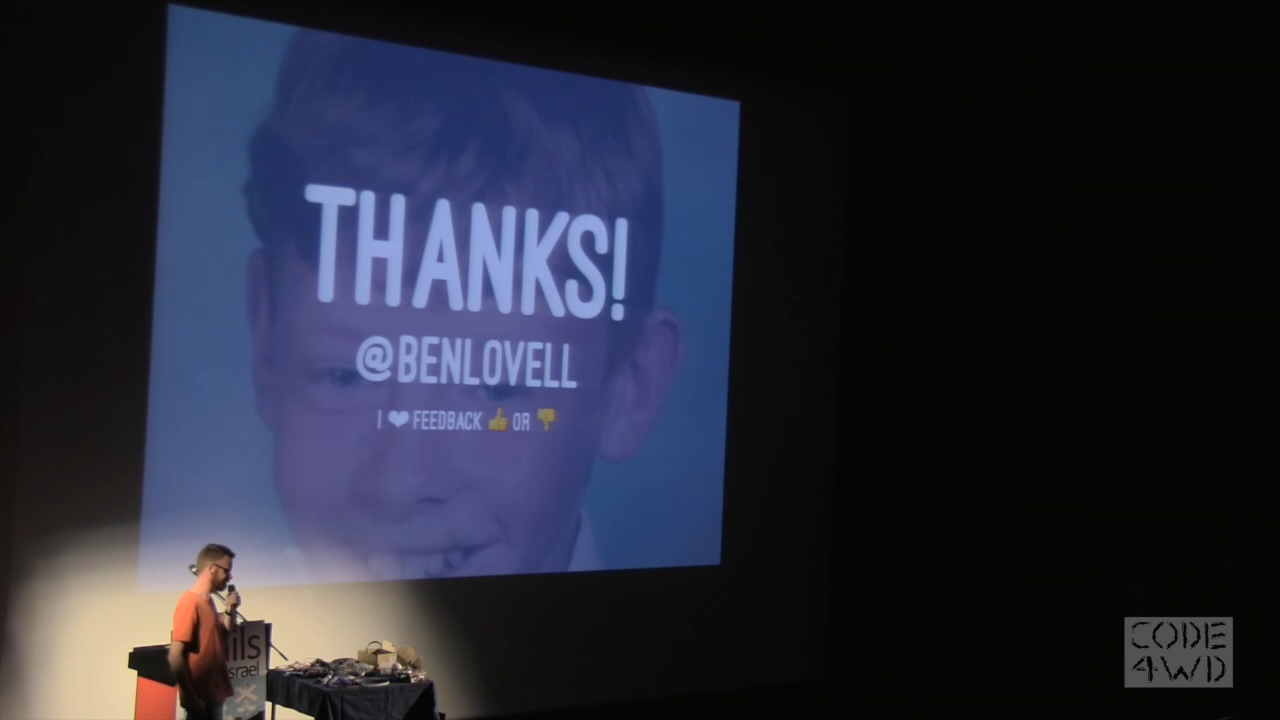 THANKS!
@BENLOVELL
I ❤ FEEDBACK 👍 OR 👎
ils
srael
CODE
4WD